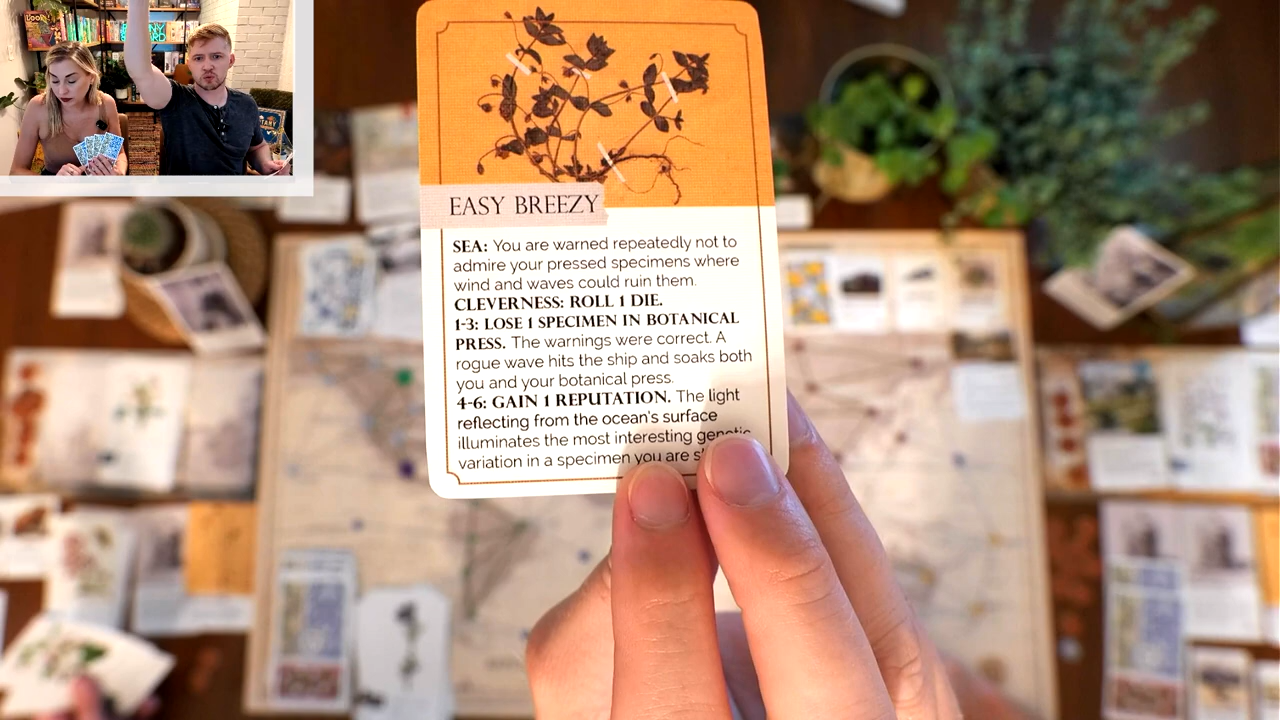 EASY BREEZY
SEA: You are warned repeatedly not to
admire your pressed specimens where
wind and waves could ruin them.
CLEVERNESS: ROLL 1 DIE.
1-3: LOSE 1 SPECIMEN IN BOTANICAL
PRESS. The warnings were correct. A
rogue wave hits the ship and soaks both
you and your botanical press.
4-6: GAIN 1 REPUTATION. The light
reflecting from the ocean's surface
illuminates the most interesting genetic
variation in a specimen you are